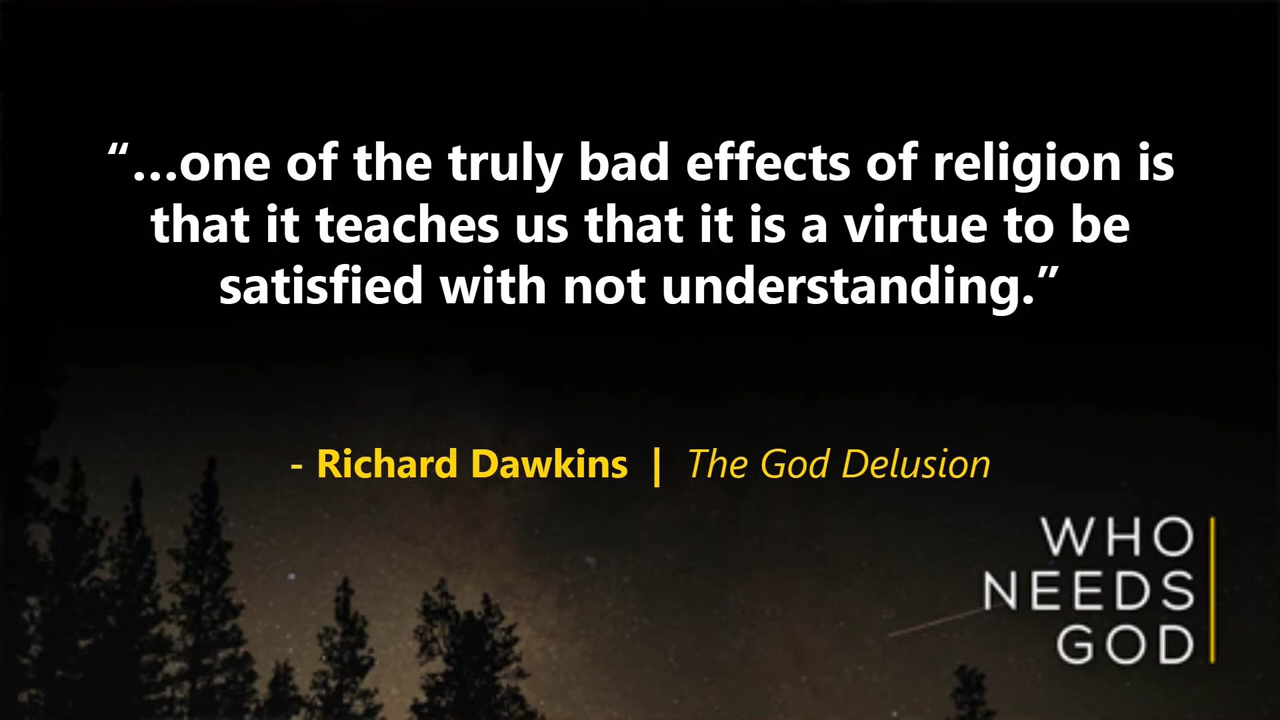 “…one of the truly bad effects of religion is
that it teaches us that it is a virtue to be
satisfied with not understanding.”
- Richard Dawkins | The God Delusion
WHO
NEEDS
GOD